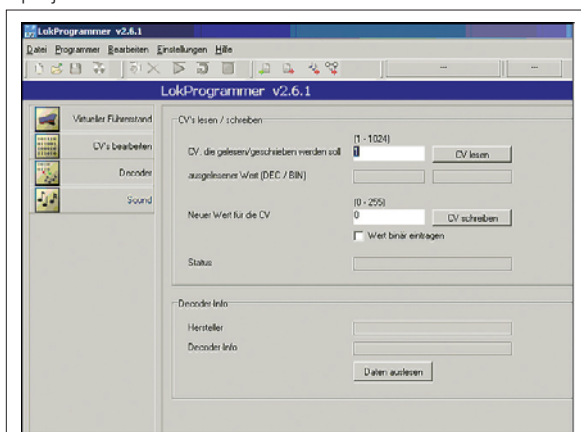 LokProgrammer v2.6.1
Datei Programmer Bearbeiten Einstellungen Hilfe
-- --
LokProgrammer v2.6.1
Virtueller Führerstand
CV's bearbeiten
Decoder
Sound
CV's lesen / schreiben
(1 - 1024)
CV, die gelesen/geschrieben werden soll 1 CV lesen
ausgelesener Wert (DEC / BIN)
(0 - 255)
Neuer Wert für die CV 0 CV schreiben
Wert binär eintragen
Status
Decoder-Info
Hersteller
Decoder-Info
Daten auslesen